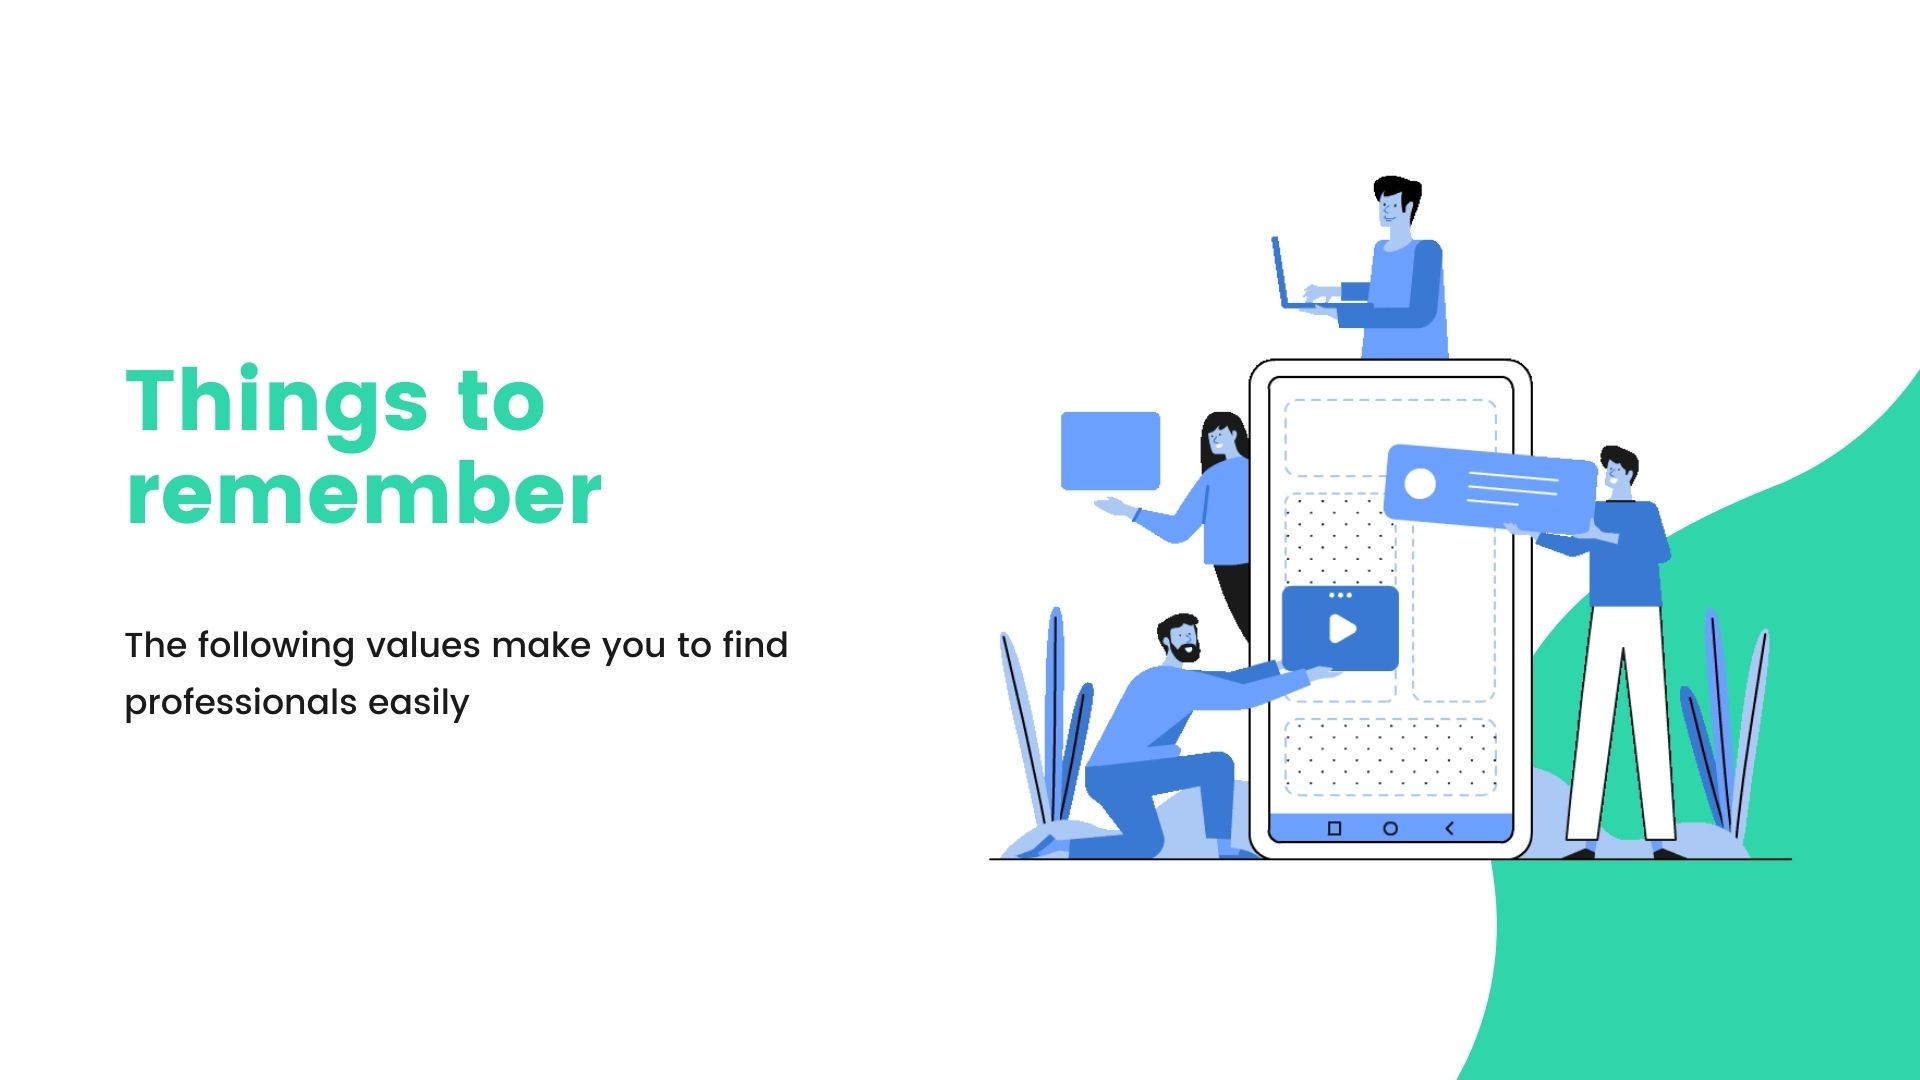 Things to
remember
The following values make you to find
professionals easily